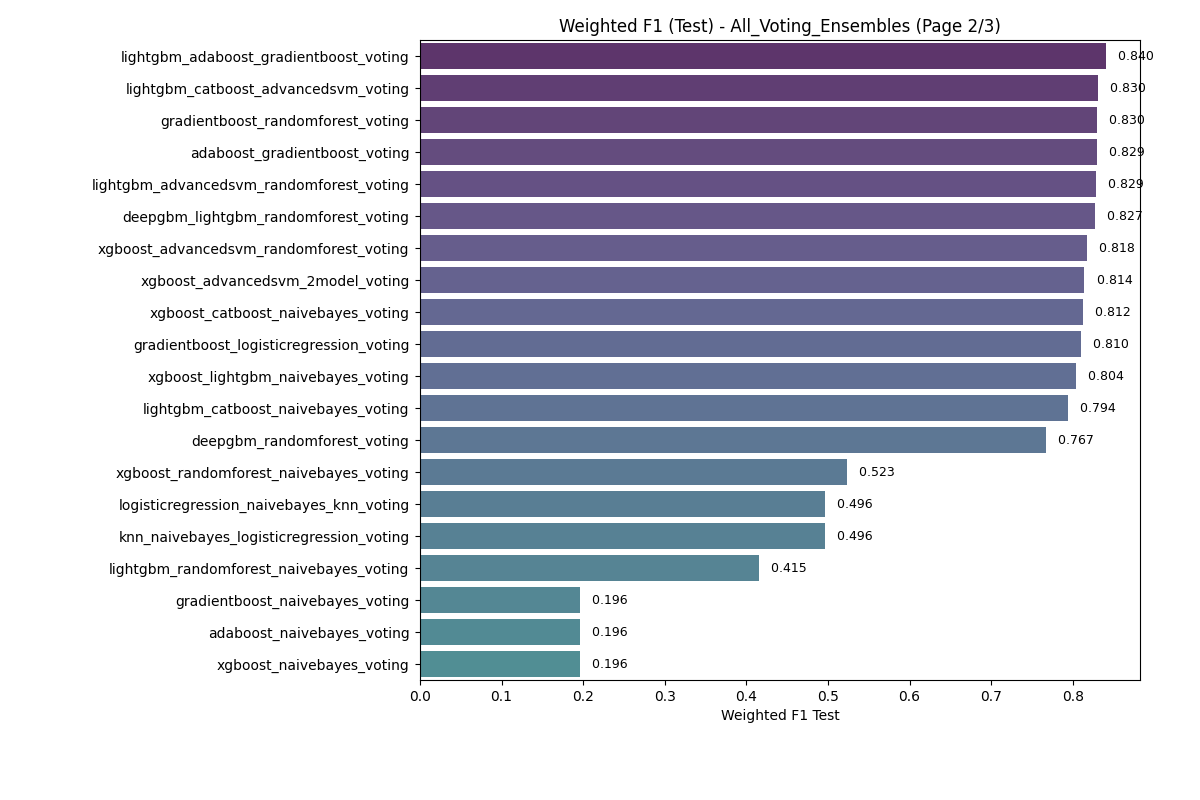 Weighted F1 (Test) - All_Voting_Ensembles (Page 2/3)
lightgbm_adaboost_gradientboost_voting 0.840
lightgbm_catboost_advancedsvm_voting 0.830
gradientboost_randomforest_voting 0.830
adaboost_gradientboost_voting 0.829
lightgbm_advancedsvm_randomforest_voting 0.829
deepgbm_lightgbm_randomforest_voting 0.827
xgboost_advancedsvm_randomforest_voting 0.818
xgboost_advancedsvm_2model_voting 0.814
xgboost_catboost_naivebayes_voting 0.812
gradientboost_logisticregression_voting 0.810
xgboost_lightgbm_naivebayes_voting 0.804
lightgbm_catboost_naivebayes_voting 0.794
deepgbm_randomforest_voting 0.767
xgboost_randomforest_naivebayes_voting 0.523
logisticregression_naivebayes_knn_voting 0.496
knn_naivebayes_logisticregression_voting 0.496
lightgbm_randomforest_naivebayes_voting 0.415
gradientboost_naivebayes_voting 0.196
adaboost_naivebayes_voting 0.196
xgboost_naivebayes_voting 0.196
0.0 0.1 0.2 0.3 0.4 0.5 0.6 0.7 0.8
Weighted F1 Test